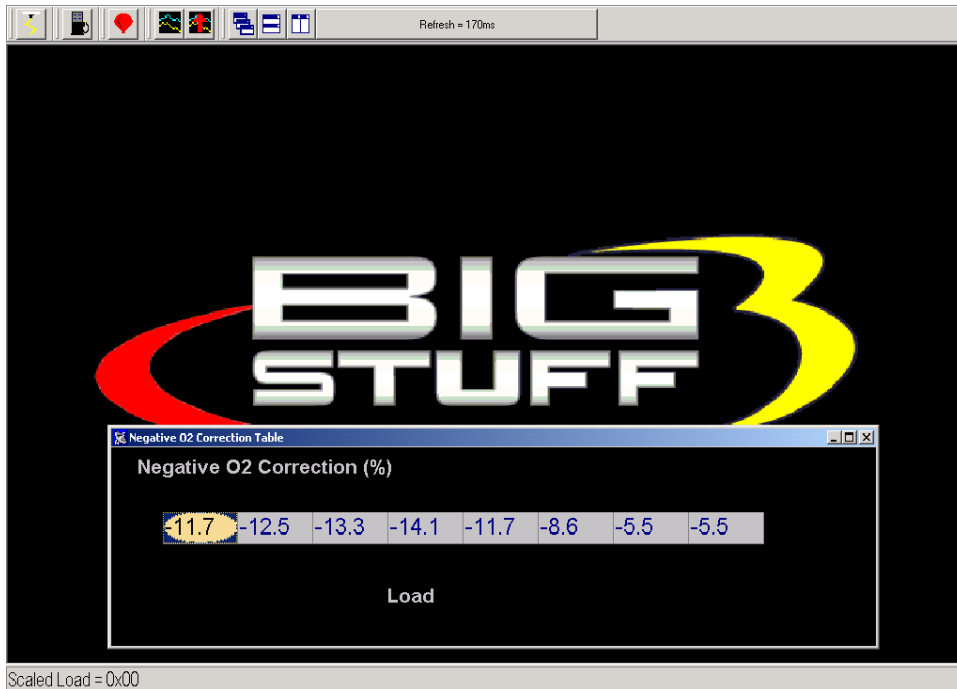 Refresh = 170ms
BIG 3
STUFF
Negative O2 Correction Table
Negative O2 Correction (%)
-11.7 -12.5 -13.3 -14.1 -11.7 -8.6 -5.5 -5.5
Load
Scaled Load = 0x00